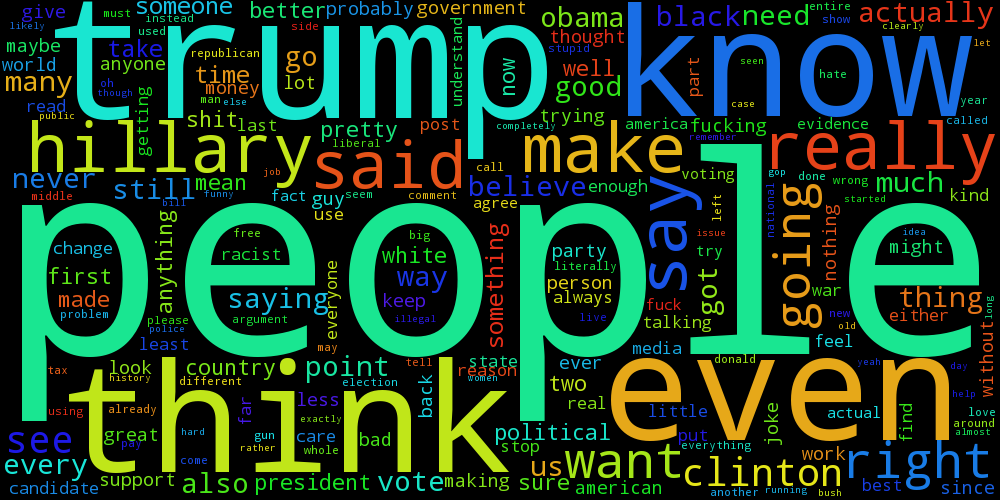 likely must instead someone probably government obama black need entire show actually
give used trump side know clearly
maybe take better republican thought stupid let
world anyone oh though time go understand now well part seen hate
many money lot good case year
read man else
public getting shit last pretty post completely trying america fucking evidence called
hillary liberal said call make remember really
never job believe enough voting gop done wrong much
middle still mean fact guy seem comment agree left national started kind
bill funny use say going nothing
change anything free big something party issue idea might
first racist white literally try
made saying everyone way person got war thing
problem please keep always fuck new either
police argument illegal live talking old without long
least may people media donald feel
look country point tell state ever yeah day
tax history different election reason women back two even
using already think less exactly real little actual help love
see great far hard gun care bad political put joke find around
rather whole stop everything almost
every pay come us want work right
candidate support also president vote making sure american clinton another running bush best since